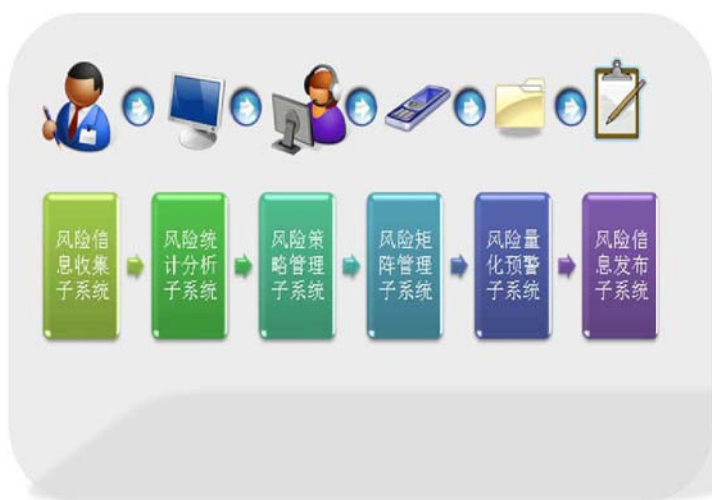 风险信
息收集
子系统
风险统
计分析
子系统
风险策
略管理
子系统
风险矩
阵管理
子系统
风险量
化预警
子系统
风险信
息发布
子系统